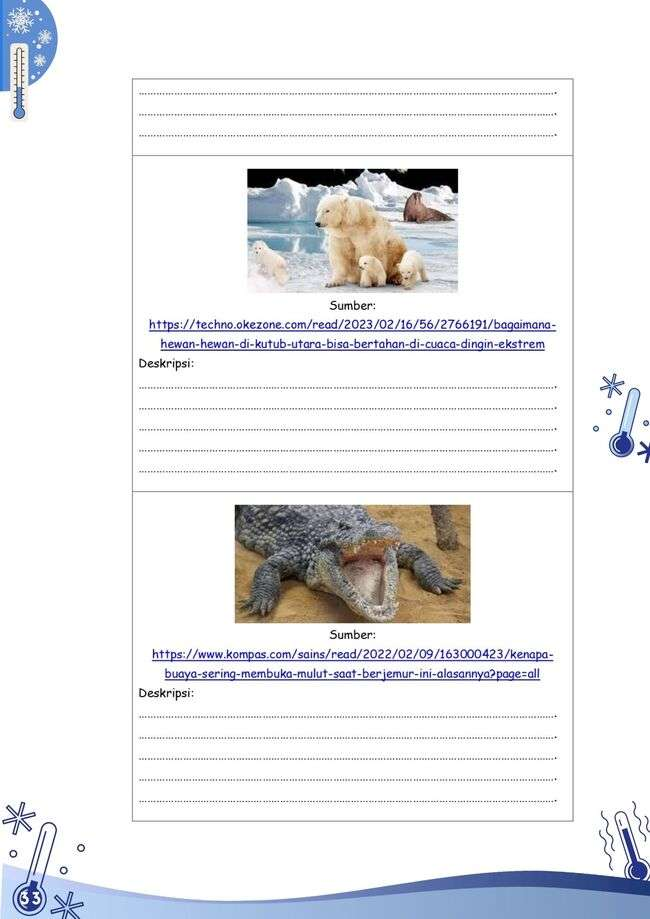 ……………………………………………………………………………………………………………………………….
……………………………………………………………………………………………………………………………….
……………………………………………………………………………………………………………………………….
Sumber:
https://techno.okezone.com/read/2023/02/16/56/2766191/bagaimana-
hewan-hewan-di-kutub-utara-bisa-bertahan-di-cuaca-dingin-ekstrem
Deskripsi:
……………………………………………………………………………………………………………………………….
……………………………………………………………………………………………………………………………….
……………………………………………………………………………………………………………………………….
……………………………………………………………………………………………………………………………….
……………………………………………………………………………………………………………………………….
Sumber:
https://www.kompas.com/sains/read/2022/02/09/163000423/kenapa-
buaya-sering-membuka-mulut-saat-berjemur-ini-alasannya?page=all
Deskripsi:
……………………………………………………………………………………………………………………………….
……………………………………………………………………………………………………………………………….
……………………………………………………………………………………………………………………………….
……………………………………………………………………………………………………………………………….
……………………………………………………………………………………………………………………………….
33